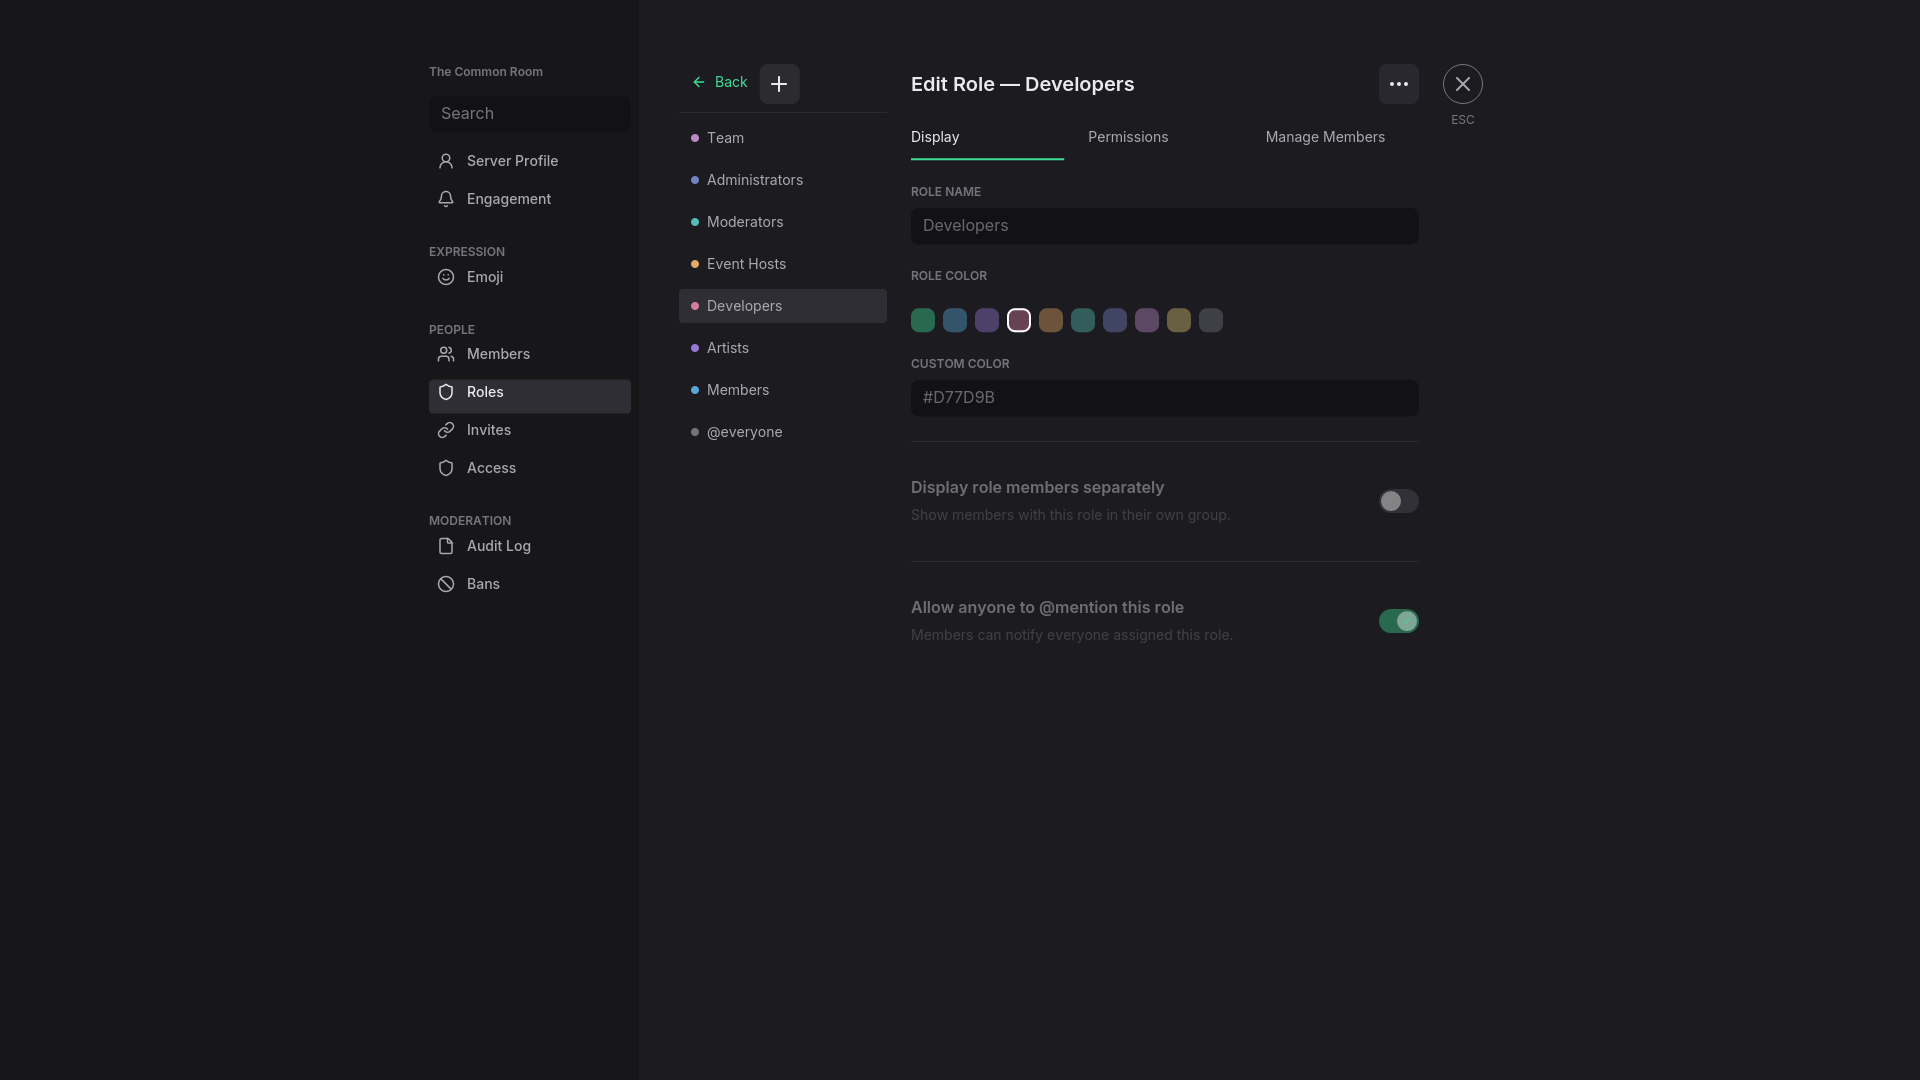 The Common Room
Search
Server Profile
Engagement
EXPRESSION
Emoji
PEOPLE
Members
Roles
Invites
Access
MODERATION
Audit Log
Bans
Back
Team
Administrators
Moderators
Event Hosts
Developers
Artists
Members
@everyone
Edit Role — Developers
ESC
Display
Permissions
Manage Members
ROLE NAME
Developers
ROLE COLOR
CUSTOM COLOR
#D77D9B
Display role members separately
Show members with this role in their own group.
Allow anyone to @mention this role
Members can notify everyone assigned this role.